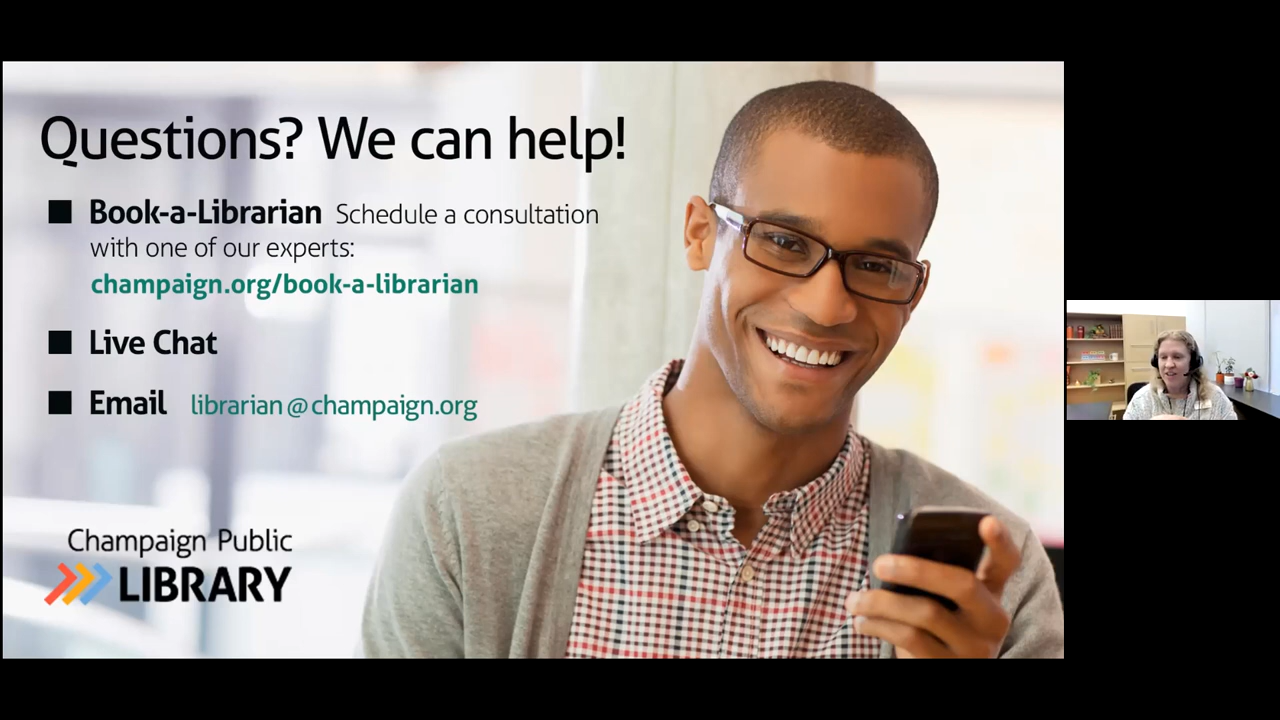 Questions? We can help!
Book-a-Librarian Schedule a consultation
with one of our experts:
champaign.org/book-a-librarian
Live Chat
Email librarian@champaign.org
Champaign Public
LIBRARY